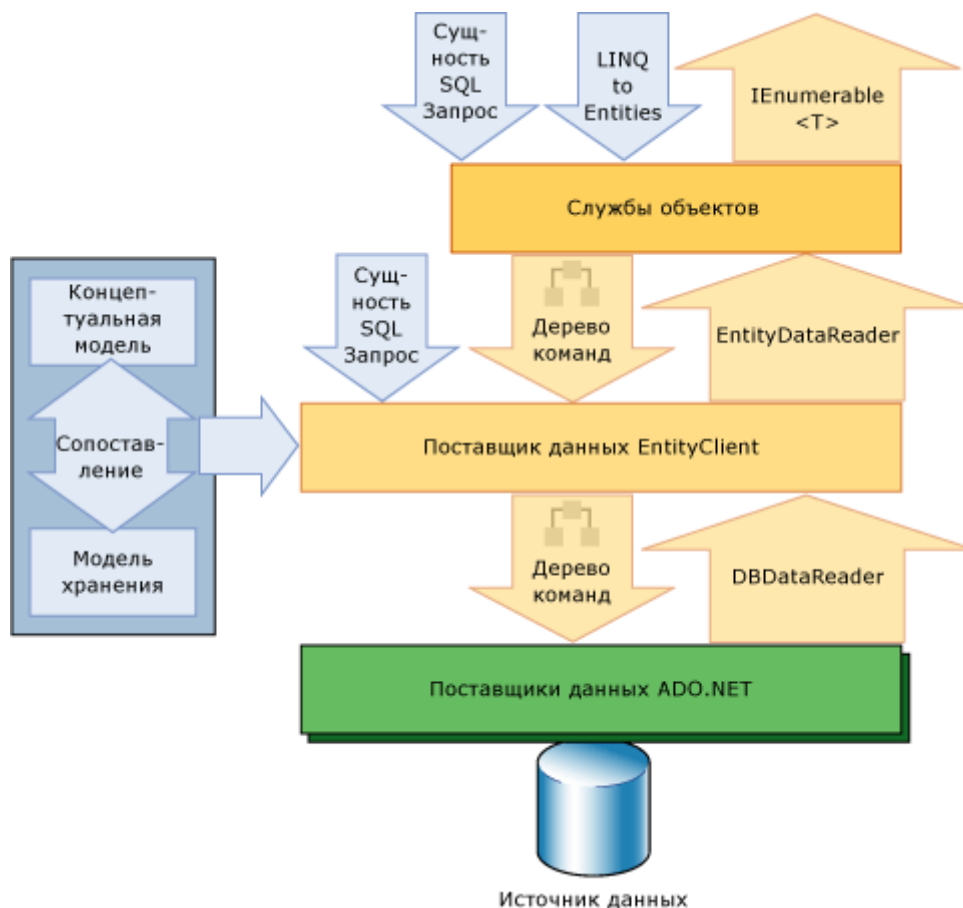 Сущ-
ность
SQL
Запрос
LINQ
to
Entities
IEnumerable
<T>
Службы объектов
Концеп-
туальная
модель
Сопостав-
ление
Модель
хранения
Сущ-
ность
SQL
Запрос
Дерево
команд
EntityDataReader
Поставщик данных EntityClient
Дерево
команд
DBDataReader
Поставщики данных ADO.NET
Источник данных